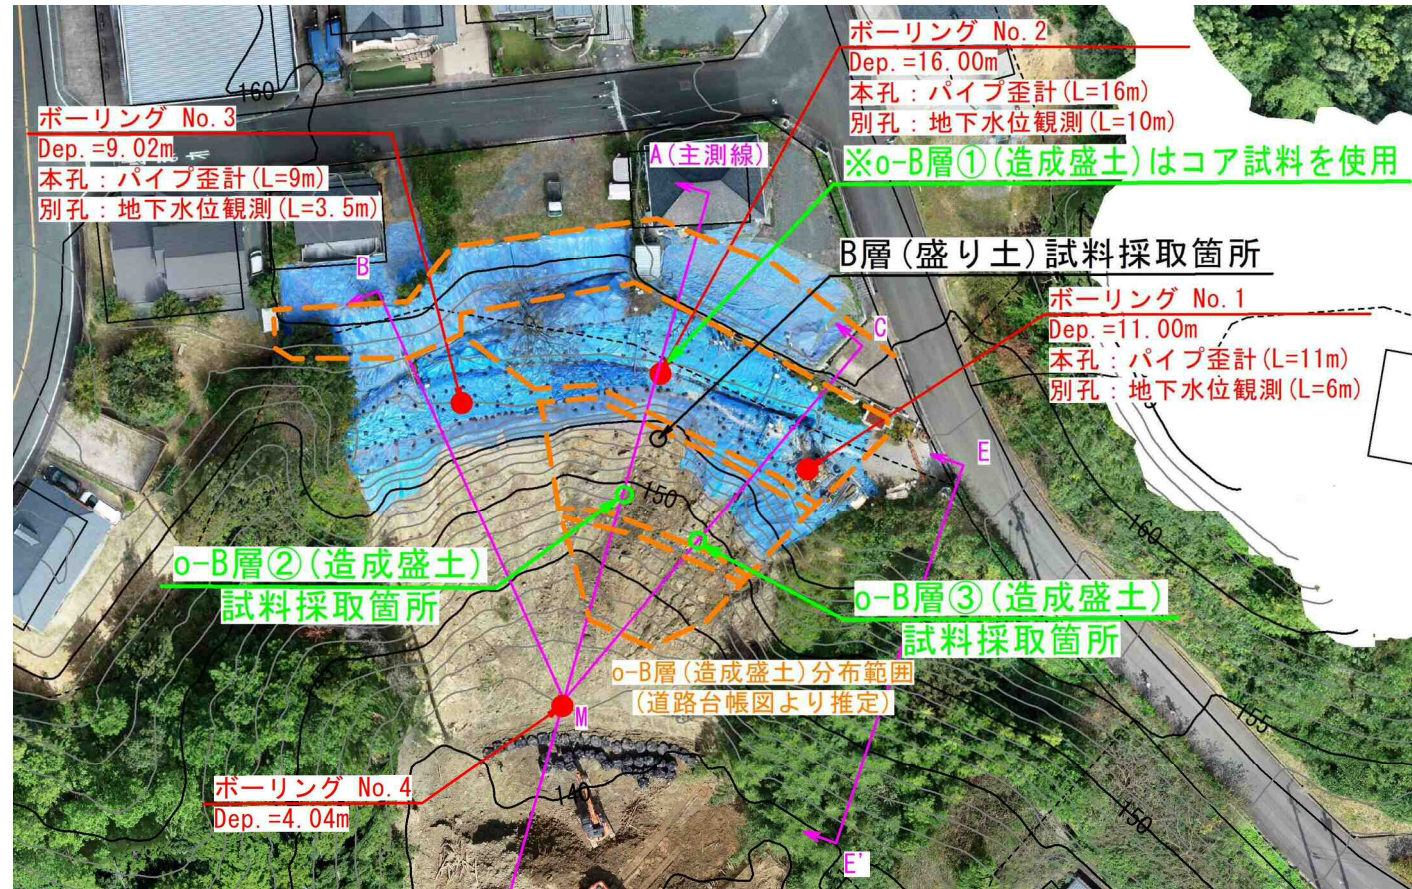 ボーリング No.2
Dep.=16.00m
本孔：パイプ歪計(L=16m)
別孔：地下水位観測(L=10m)
※o-B層①(造成盛土)はコア試料を使用
160
ボーリング No.3
Dep.=9.02m
本孔：パイプ歪計(L=9m)
別孔：地下水位観測(L=3.5m)
A(主測線)
B層(盛り土)試料採取箇所
B
C
ボーリング No.1
Dep.=11.00m
本孔：パイプ歪計(L=11m)
別孔：地下水位観測(L=6m)
E
150
160
o-B層②(造成盛土)
試料採取箇所
o-B層③(造成盛土)
試料採取箇所
o-B層(造成盛土)分布範囲
(道路台帳図より推定)
M
155
ボーリング No.4
Dep.=4.04m
140
150
E'